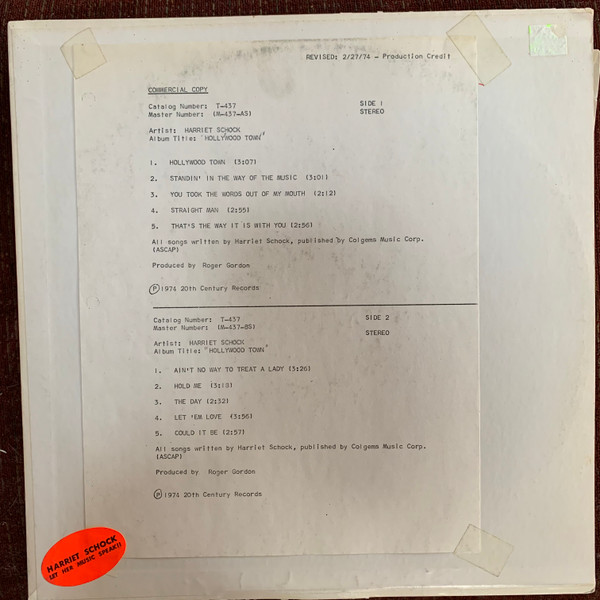 REVISED: 2/27/74 - Production Credit
COMMERCIAL COPY
Catalog Number: T-437 SIDE 1
Master Number: (M-437-AS) STEREO
Artist: HARRIET SCHOCK
Album Title: "HOLLYWOOD TOWN"
1. HOLLYWOOD TOWN (3:07)
2. STANDIN' IN THE WAY OF THE MUSIC (3:01)
3. YOU TOOK THE WORDS OUT OF MY MOUTH (2:12)
4. STRAIGHT MAN (2:55)
5. THAT'S THE WAY IT IS WITH YOU (2:56)
All songs written by Harriet Schock, published by Colgems Music Corp.
(ASCAP)
Produced by Roger Gordon
Ⓟ 1974 20th Century Records
Catalog Number: T-437 SIDE 2
Master Number: (M-437-BS)
STEREO
Artist: HARRIET SCHOCK
Album Title: "HOLLYWOOD TOWN"
1. AIN'T NO WAY TO TREAT A LADY (3:26)
2. HOLD ME (3:18)
3. THE DAY (2:32)
4. LET 'EM LOVE (3:56)
5. COULD IT BE (2:57)
All songs written by Harriet Schock, published by Colgems Music Corp.
(ASCAP)
Produced by Roger Gordon
Ⓟ 1974 20th Century Records
HARRIET SCHOCK
LET HER MUSIC SPEAK!!